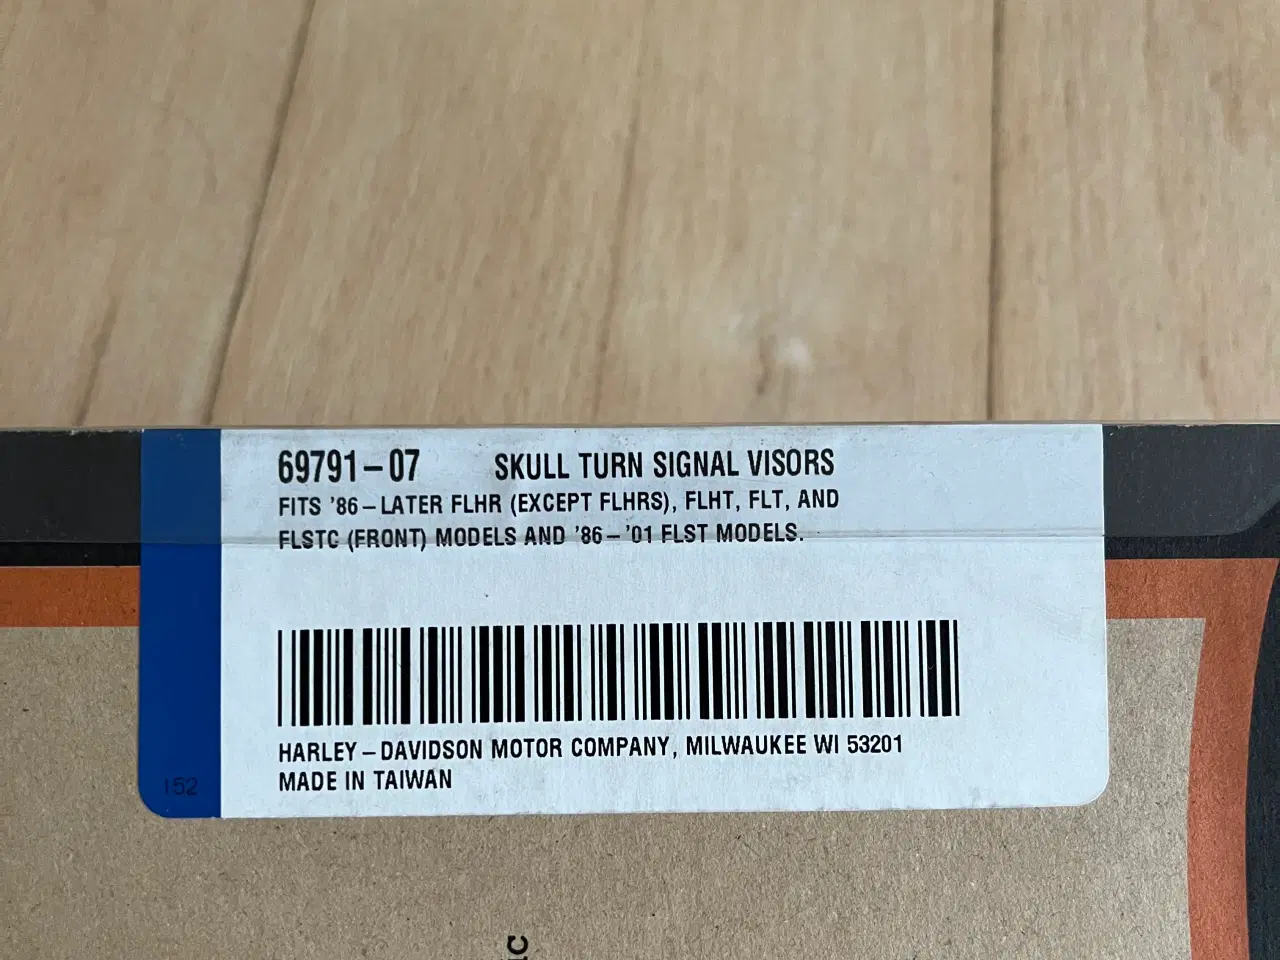 69791-07 SKULL TURN SIGNAL VISORS
FITS '86-LATER FLHR (EXCEPT FLHRS), FLHT, FLT, AND
FLSTC (FRONT) MODELS AND '86-'01 FLST MODELS.
HARLEY-DAVIDSON MOTOR COMPANY, MILWAUKEE WI 53201
MADE IN TAIWAN
152